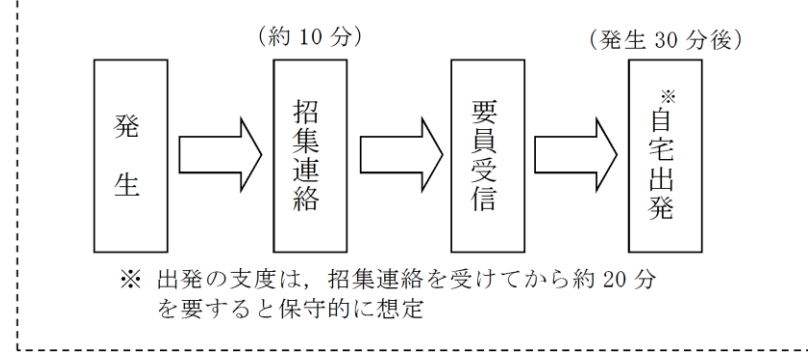 (約 10 分)
(発生 30 分後)
発生
招集連絡
要員受信
※自宅出発
※ 出発の支度は，招集連絡を受けてから約 20 分
を要すると保守的に想定